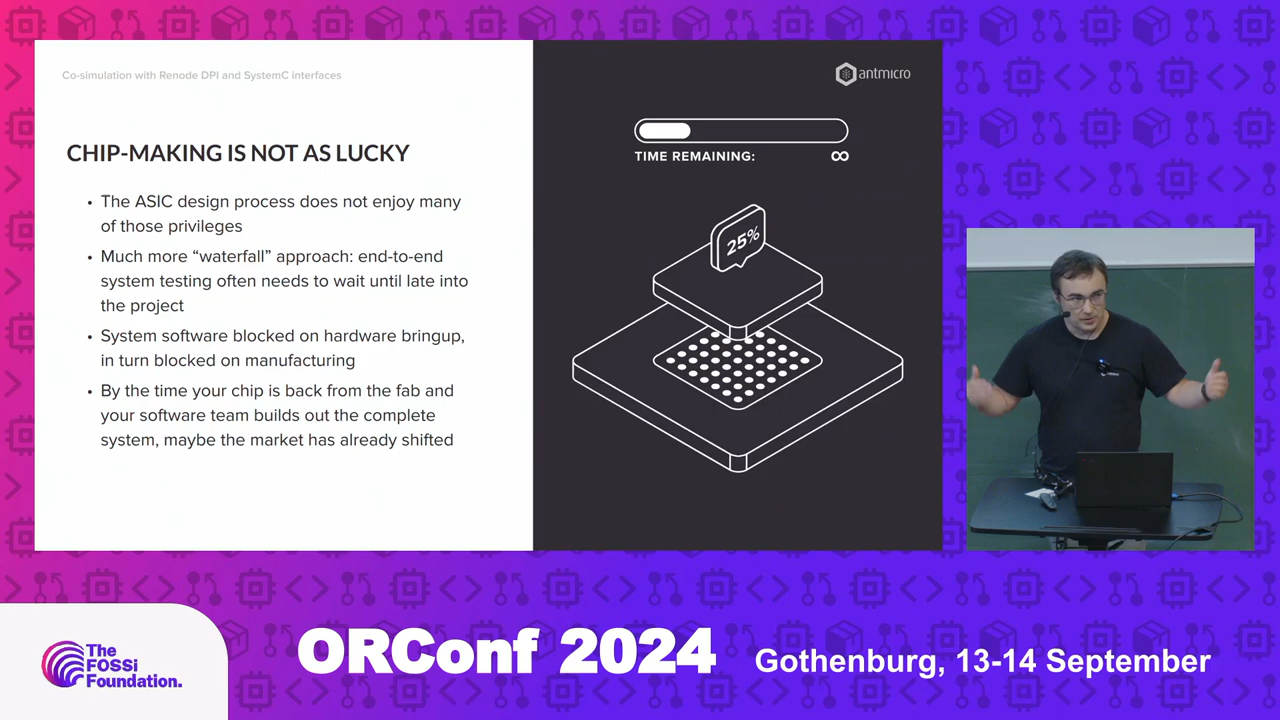 Co-simulation with Renode DPI and SystemC interfaces
CHIP-MAKING IS NOT AS LUCKY
• The ASIC design process does not enjoy many
of those privileges
• Much more “waterfall” approach: end-to-end
system testing often needs to wait until late into
the project
• System software blocked on hardware bringup,
in turn blocked on manufacturing
• By the time your chip is back from the fab and
your software team builds out the complete
system, maybe the market has already shifted
antmicro
TIME REMAINING: ∞
25%
The
FOSSi
Foundation.
ORConf 2024
Gothenburg, 13-14 September